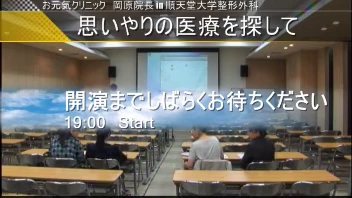 お元気クリニック 岡原院長 in 順天堂大学整形外科
思いやりの医療を探して
開演までしばらくお待ちください
19:00 Start